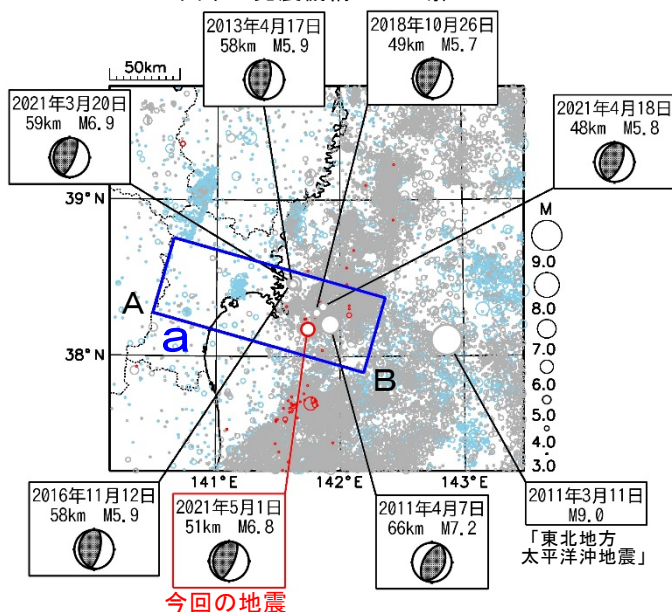 2013年4月17日
58km M5.9
2018年10月26日
49km M5.7
50km
2021年3月20日
59km M6.9
2021年4月18日
48km M5.8
39°N
38°N
A
a
B
M
9.0
8.0
7.0
6.0
5.0
4.0
3.0
141°E
142°E
143°E
2016年11月12日
58km M5.9
2021年5月1日
51km M6.8
今回の地震
2011年4月7日
66km M7.2
2011年3月11日
M9.0
「東北地方
太平洋沖地震」